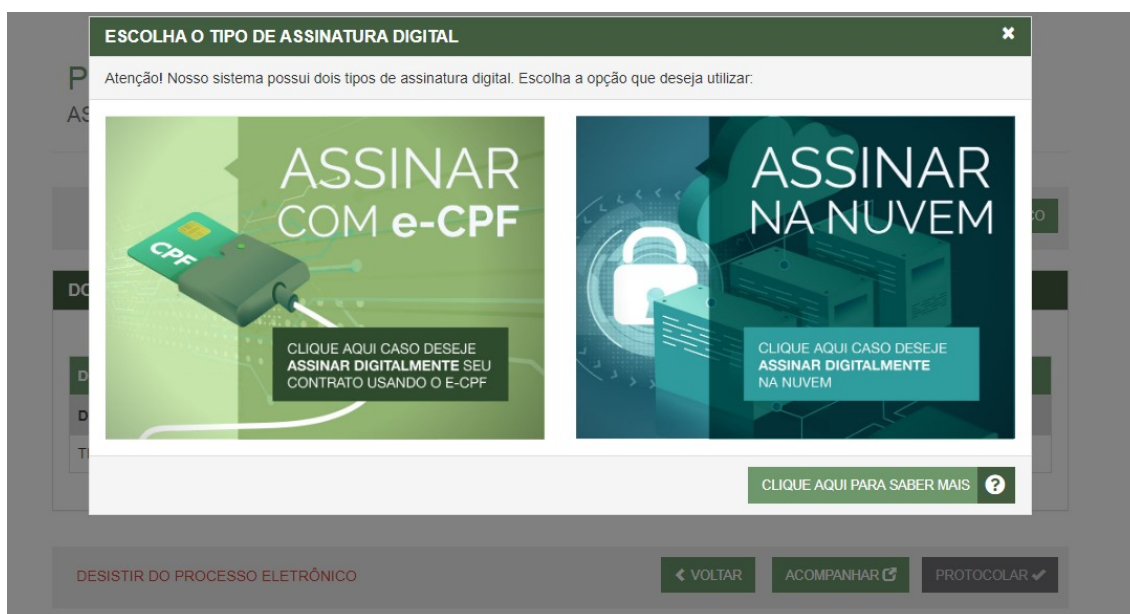 ESCOLHA O TIPO DE ASSINATURA DIGITAL
Atenção! Nosso sistema possui dois tipos de assinatura digital. Escolha a opção que deseja utilizar:
ASSINAR
COM e-CPF
CPF
CLIQUE AQUI CASO DESEJE
ASSINAR DIGITALMENTE SEU
CONTRATO USANDO O E-CPF
ASSINAR
NA NUVEM
CLIQUE AQUI CASO DESEJE
ASSINAR DIGITALMENTE
NA NUVEM
CLIQUE AQUI PARA SABER MAIS
DESISTIR DO PROCESSO ELETRÔNICO
VOLTAR
ACOMPANHAR
PROTOCOLAR